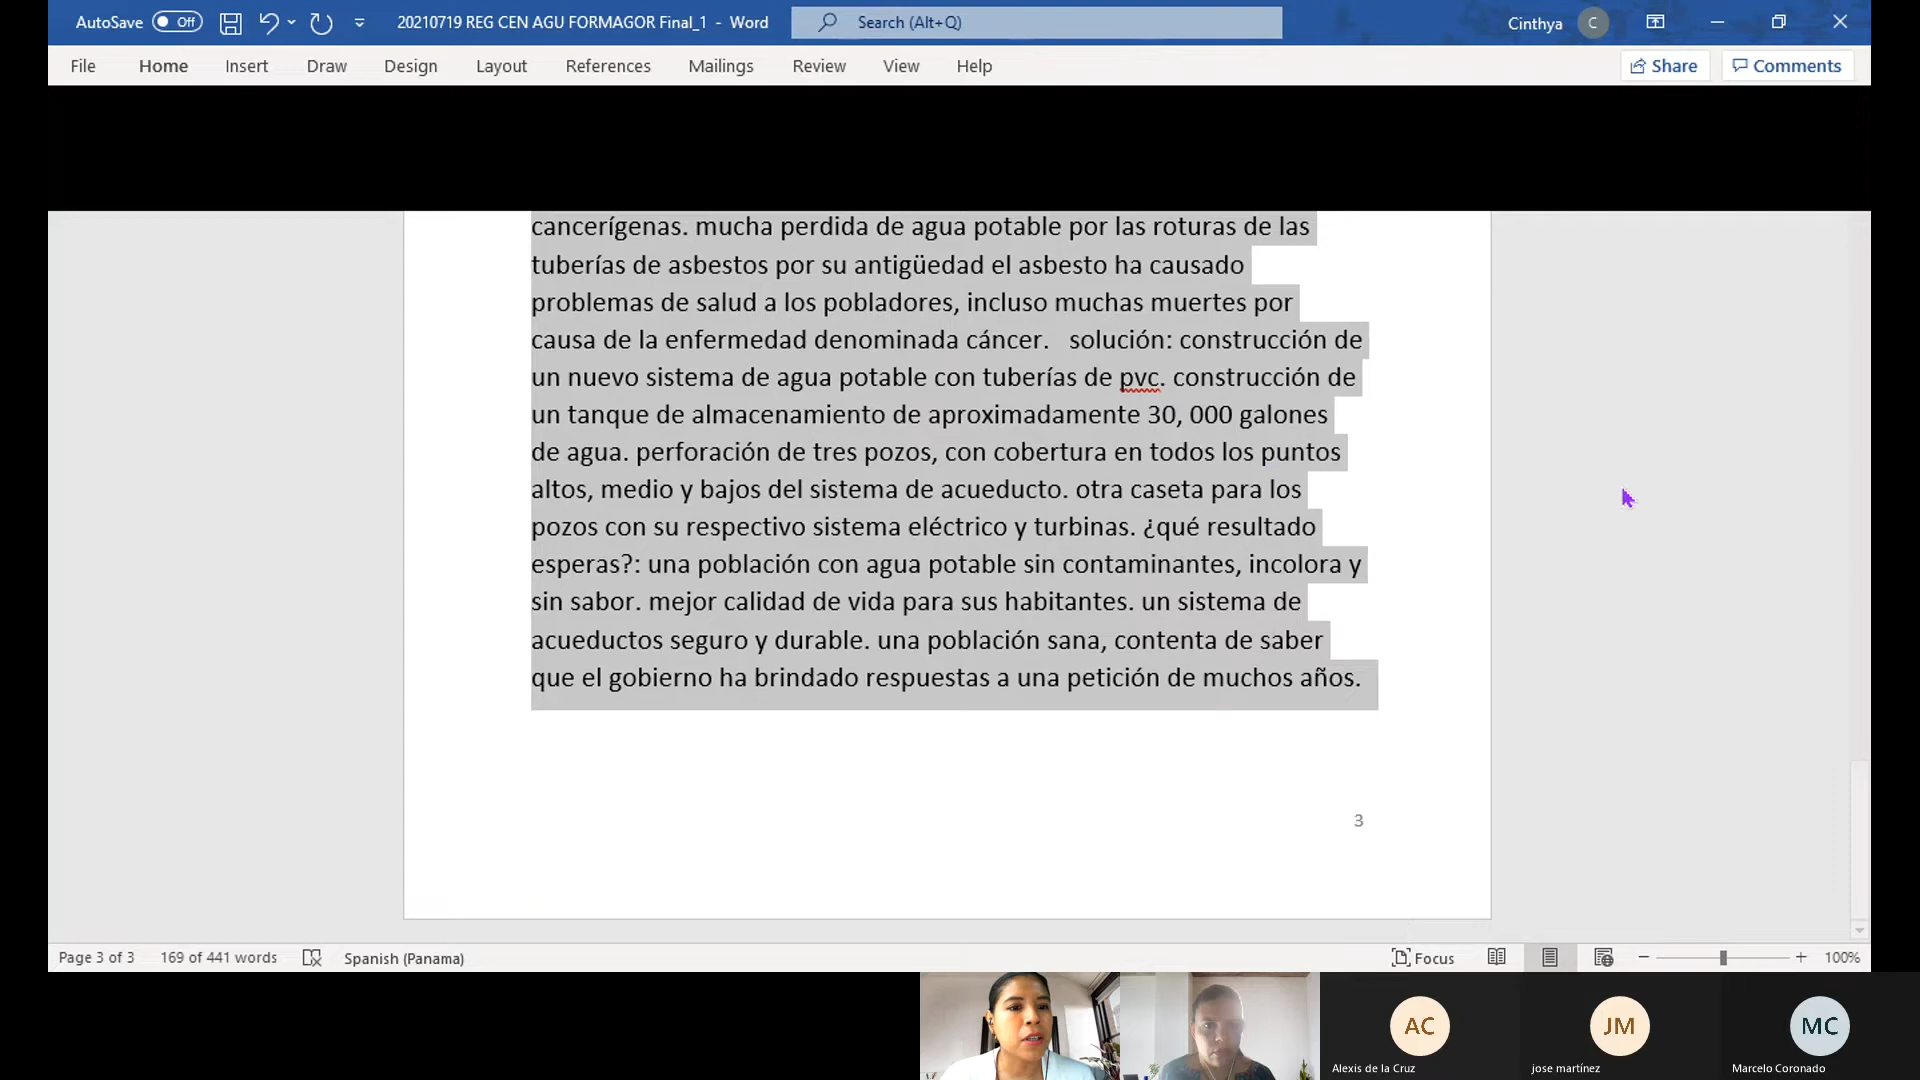 AutoSave Off 20210719 REG CEN AGU FORMAGOR Final_1 - Word Search (Alt+Q) Cinthya C
File Home Insert Draw Design Layout References Mailings Review View Help Share Comments
cancerígenas. mucha perdida de agua potable por las roturas de las
tuberías de asbestos por su antigüedad el asbesto ha causado
problemas de salud a los pobladores, incluso muchas muertes por
causa de la enfermedad denominada cáncer. solución: construcción de
un nuevo sistema de agua potable con tuberías de pvc. construcción de
un tanque de almacenamiento de aproximadamente 30, 000 galones
de agua. perforación de tres pozos, con cobertura en todos los puntos
altos, medio y bajos del sistema de acueducto. otra caseta para los
pozos con su respectivo sistema eléctrico y turbinas. ¿qué resultado
esperas?: una población con agua potable sin contaminantes, incolora y
sin sabor. mejor calidad de vida para sus habitantes. un sistema de
acueductos seguro y durable. una población sana, contenta de saber
que el gobierno ha brindado respuestas a una petición de muchos años.
3
Page 3 of 3 169 of 441 words Spanish (Panama) Focus 100%
AC JM MC
Alexis de la Cruz jose martínez Marcelo Coronado